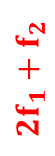 2f₁ + f₂